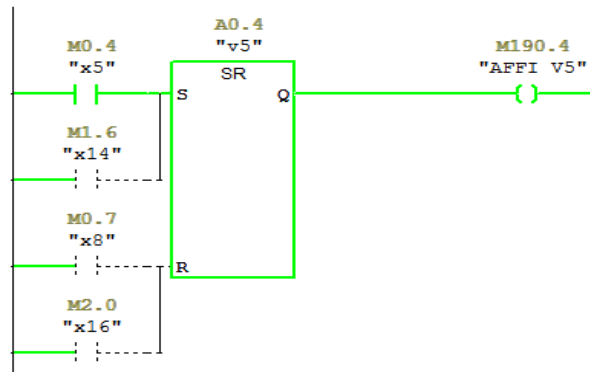 M0.4
"x5"
A0.4
"v5"
SR
S
Q
M190.4
"AFFI V5"
M1.6
"x14"
M0.7
"x8"
R
M2.0
"x16"